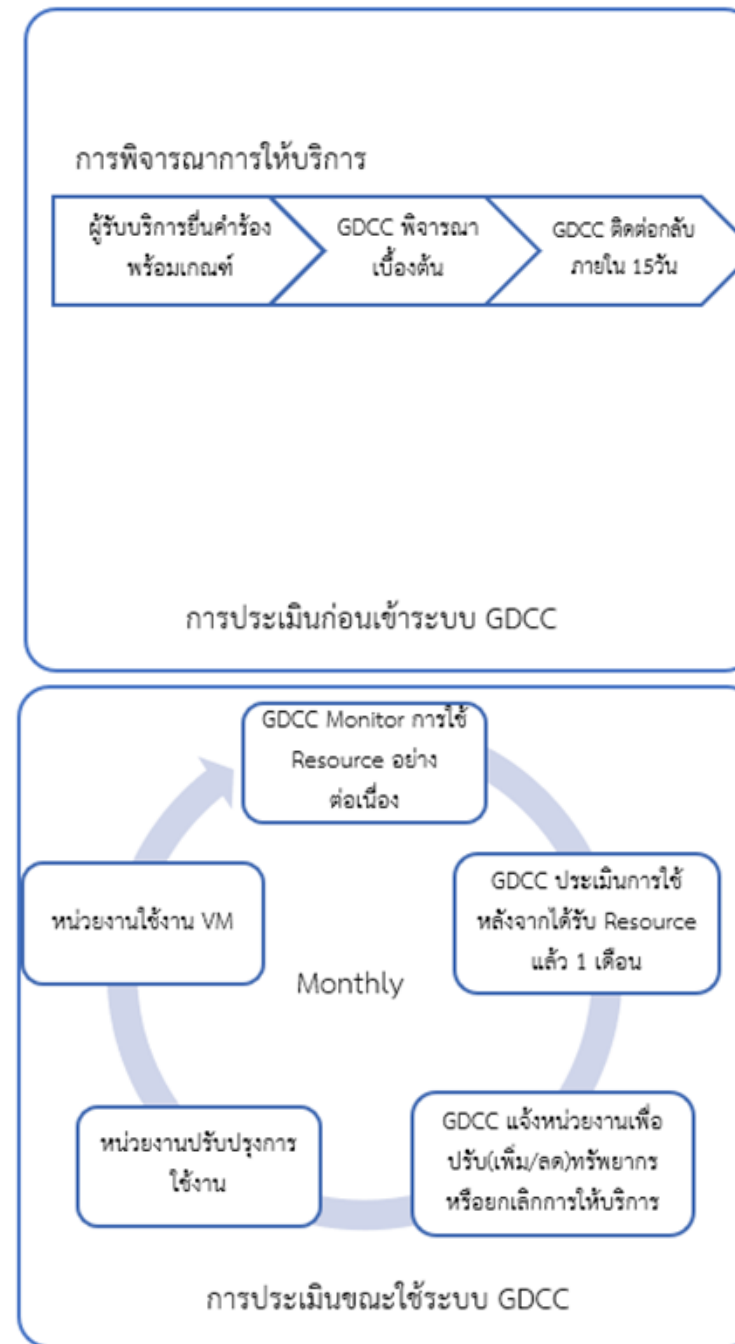 การพิจารณาการให้บริการ
ผู้รับบริการยื่นคำร้อง
พร้อมเกณฑ์
GDCC พิจารณา
เบื้องต้น
GDCC ติดต่อกลับ
ภายใน 15วัน
การประเมินก่อนเข้าระบบ GDCC
GDCC Monitor การใช้
Resource อย่าง
ต่อเนื่อง
GDCC ประเมินการใช้
หลังจากได้รับ Resource
แล้ว 1 เดือน
หน่วยงานใช้งาน VM
Monthly
GDCC แจ้งหน่วยงานเพื่อ
ปรับ(เพิ่ม/ลด)ทรัพยากร
หรือยกเลิกการให้บริการ
หน่วยงานปรับปรุงการ
ใช้งาน
การประเมินขณะใช้ระบบ GDCC